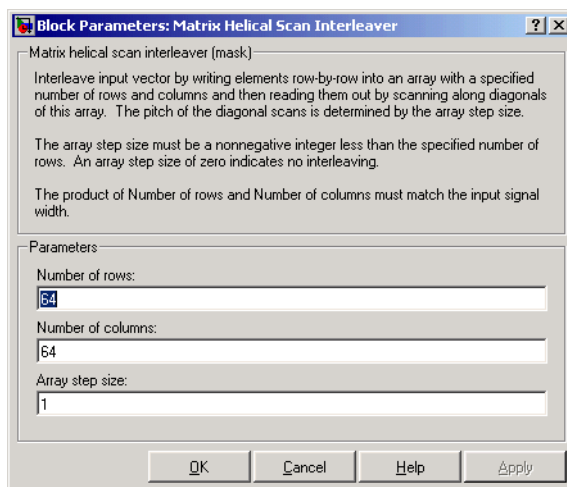 Block Parameters: Matrix Helical Scan Interleaver
Matrix helical scan interleaver (mask)
Interleave input vector by writing elements row-by-row into an array with a specified
number of rows and columns and then reading them out by scanning along diagonals
of this array. The pitch of the diagonal scans is determined by the array step size.
The array step size must be a nonnegative integer less than the specified number of
rows. An array step size of zero indicates no interleaving.
The product of Number of rows and Number of columns must match the input signal
width.
Parameters
Number of rows:
64
Number of columns:
64
Array step size:
1
OK Cancel Help Apply